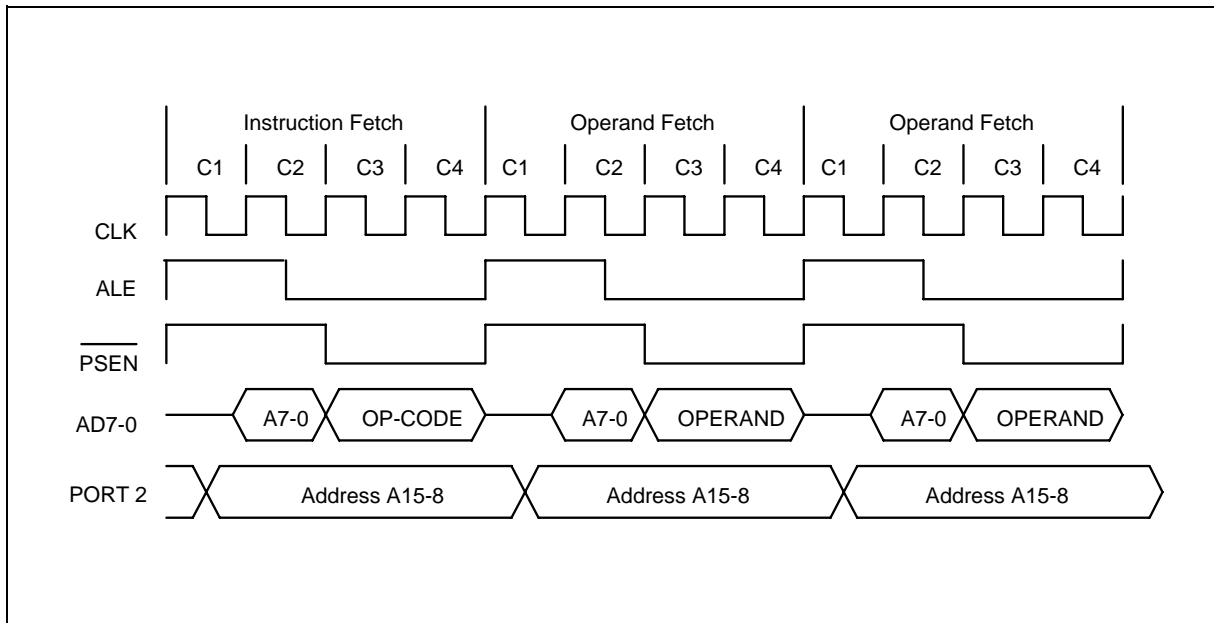 Instruction Fetch Operand Fetch Operand Fetch
C1 C2 C3 C4 C1 C2 C3 C4 C1 C2 C3 C4
CLK
ALE
PSEN
AD7-0 A7-0 OP-CODE A7-0 OPERAND A7-0 OPERAND
PORT 2 Address A15-8 Address A15-8 Address A15-8